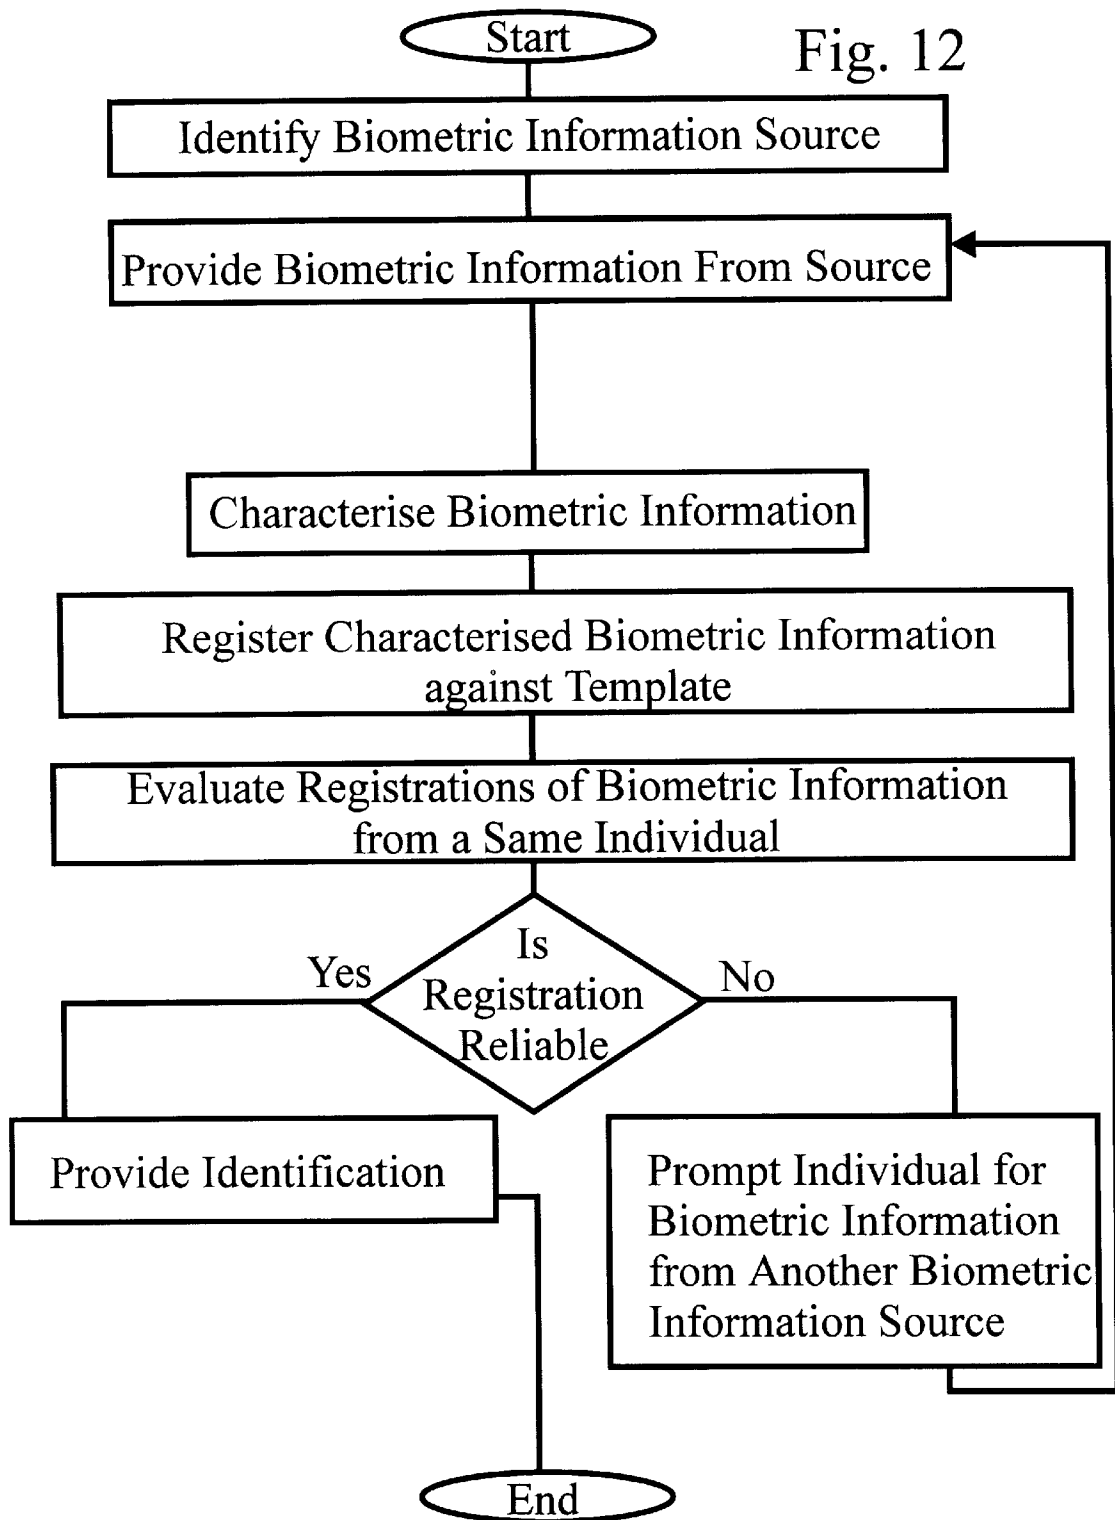 Start
Fig. 12
Identify Biometric Information Source
Provide Biometric Information From Source
Characterise Biometric Information
Register Characterised Biometric Information
against Template
Evaluate Registrations of Biometric Information
from a Same Individual
Is
Registration
Reliable
Yes
No
Provide Identification
Prompt Individual for
Biometric Information
from Another Biometric
Information Source
End